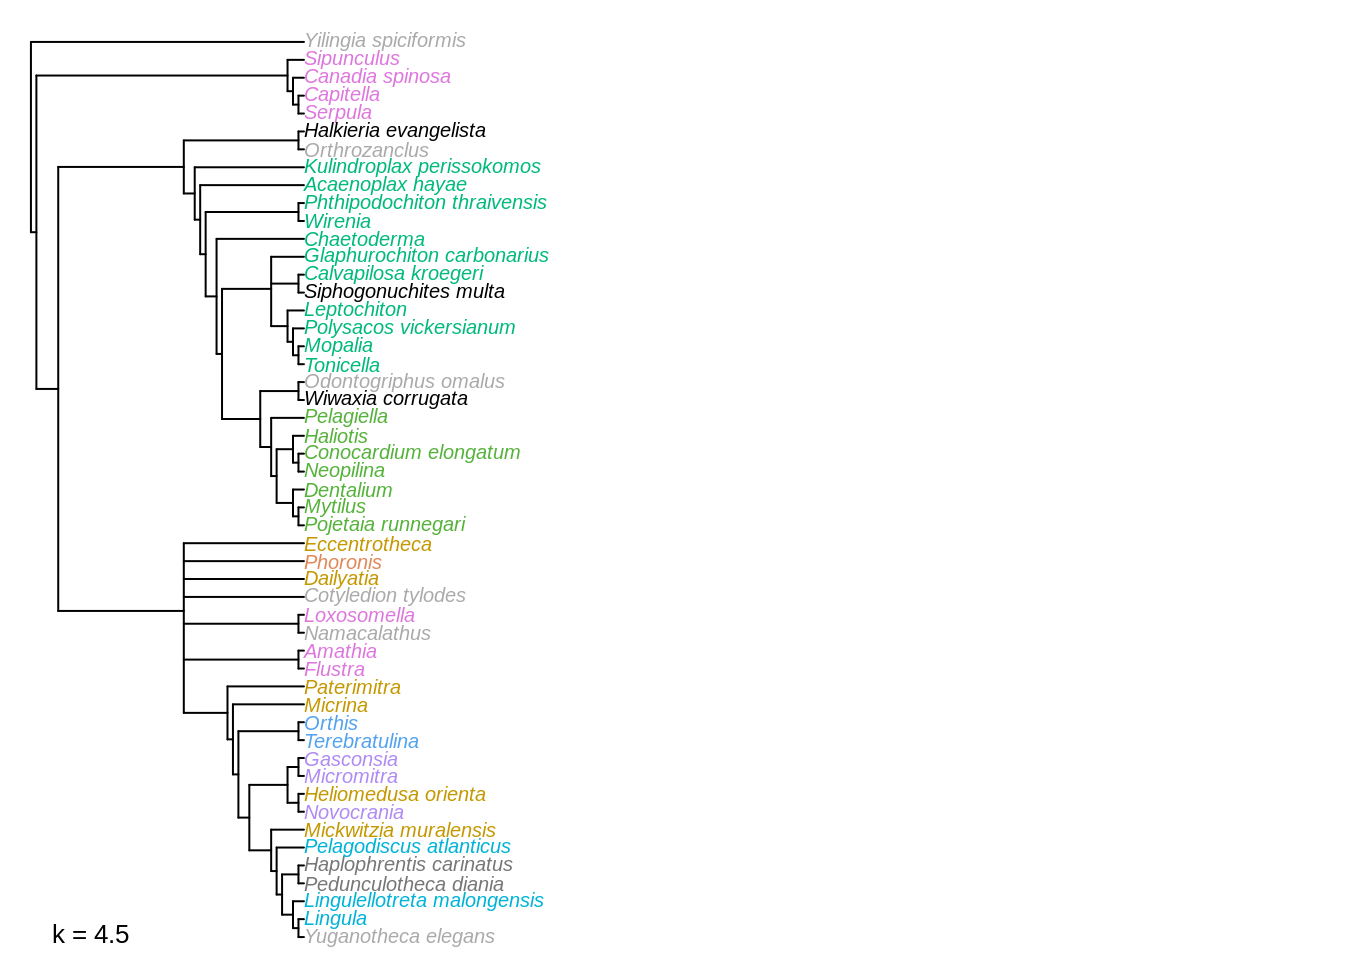 Yilingia spiciformis
Sipunculus
Canadia spinosa
Capitella
Serpula
Halkieria evangelista
Orthrozanclus
Kulindroplax perissokomos
Acaenoplax hayae
Phthipodochiton thraivensis
Wirenia
Chaetoderma
Glaphurochiton carbonarius
Calvapilosa kroegeri
Siphogonuchites multa
Leptochiton
Polysacos vickersianum
Mopalia
Tonicella
Odontogriphus omalus
Wiwaxia corrugata
Pelagiella
Haliotis
Conocardium elongatum
Neopilina
Dentalium
Mytilus
Pojetaia runnegari
Eccentrotheca
Phoronis
Dailyatia
Cotyledion tylodes
Loxosomella
Namacalathus
Amathia
Flustra
Paterimitra
Micrina
Orthis
Terebratulina
Gasconsia
Micromitra
Heliomedusa orienta
Novocrania
Mickwitzia muralensis
Pelagodiscus atlanticus
Haplophrentis carinatus
Pedunculotheca diania
Lingulellotreta malongensis
Lingula
Yuganotheca elegans
k = 4.5